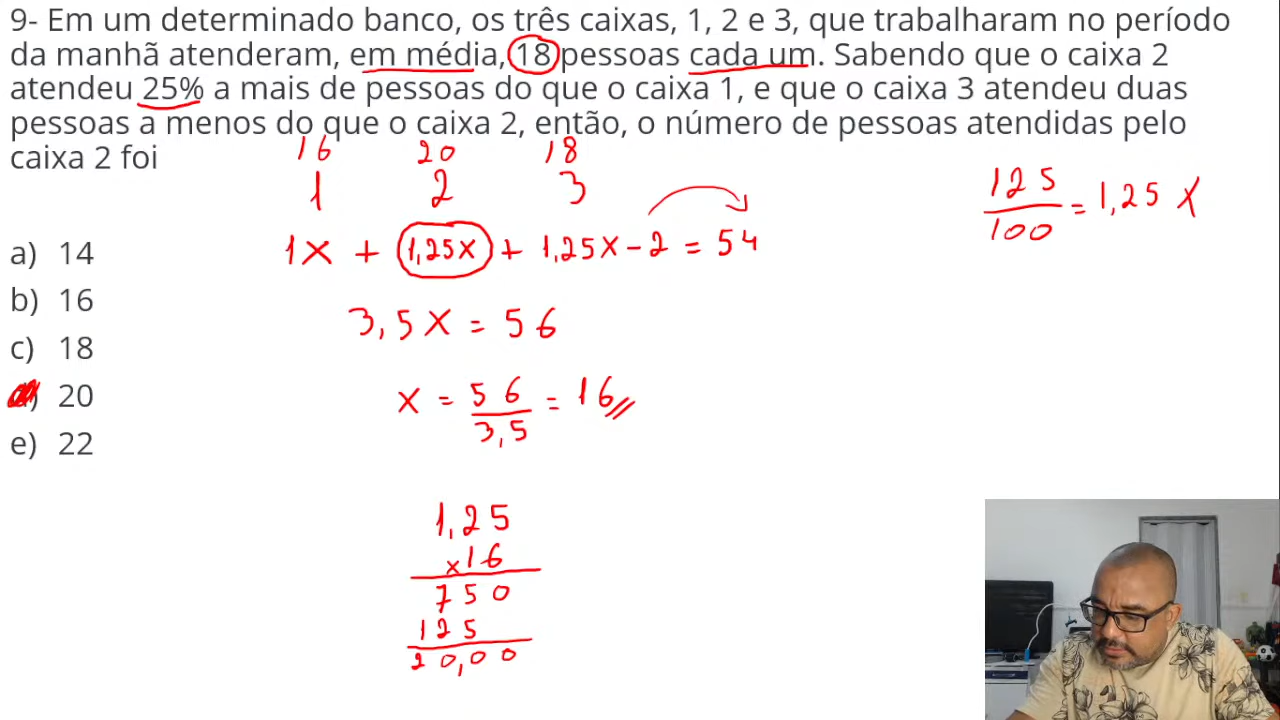 9- Em um determinado banco, os três caixas, 1, 2 e 3, que trabalharam no período
da manhã atenderam, em média, 18 pessoas cada um. Sabendo que o caixa 2
atendeu 25% a mais de pessoas do que o caixa 1, e que o caixa 3 atendeu duas
pessoas a menos do que o caixa 2, então, o número de pessoas atendidas pelo
caixa 2 foi
16 20 18
1 2 3
125
100
= 1,25 X
1X + 1,25X + 1,25X - 2 = 54
a) 14
b) 16
c) 18
20
e) 22
3,5X = 56
X = 56
3,5
= 16
1,25
x16
750
125
20,00